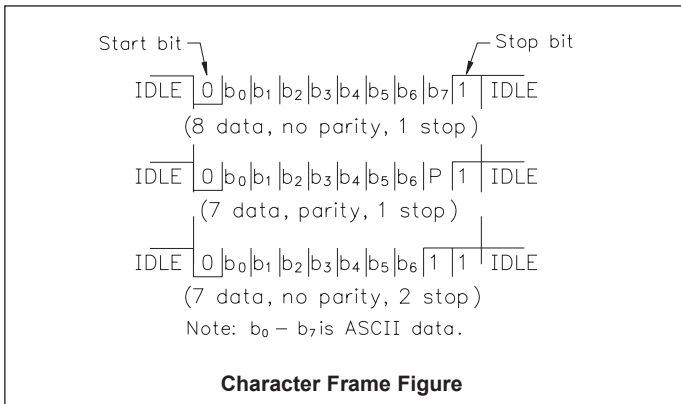 Start bit Stop bit
IDLE 0 b₀ b₁ b₂ b₃ b₄ b₅ b₆ b₇ 1 IDLE
(8 data, no parity, 1 stop)
IDLE 0 b₀ b₁ b₂ b₃ b₄ b₅ b₆ P 1 IDLE
(7 data, parity, 1 stop)
IDLE 0 b₀ b₁ b₂ b₃ b₄ b₅ b₆ 1 1 IDLE
(7 data, no parity, 2 stop)
Note: b₀ – b₇ is ASCII data.
Character Frame Figure